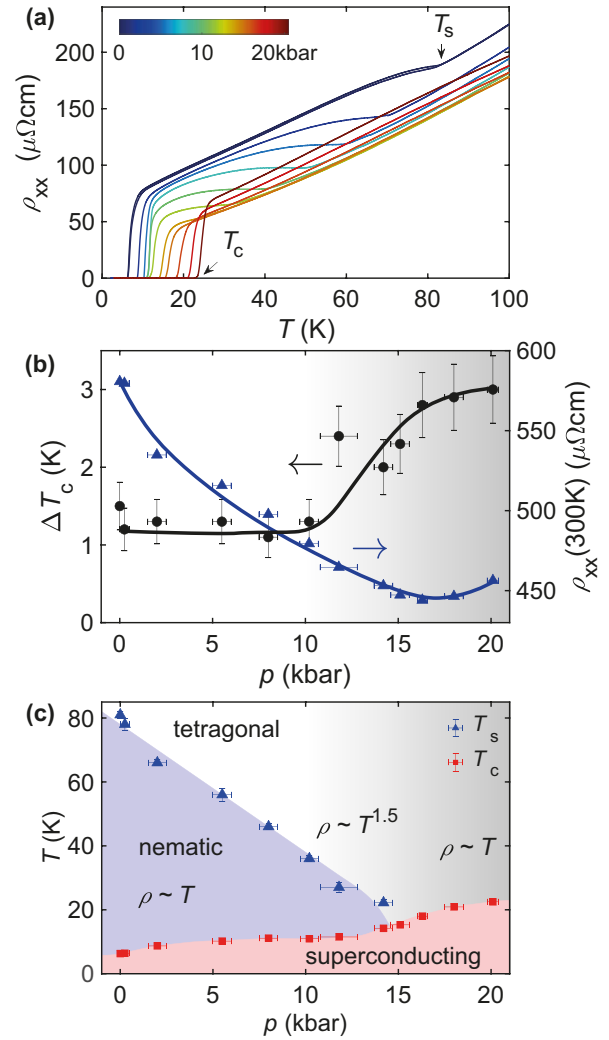 (a)
0 10 20kbar
T_s
200
150
100
50
0
ρ_xx (μΩcm)
T_c
0 20 40 60 80 100
T (K)
(b)
3
2
1
0
ΔT_c (K)
600
550
500
450
ρ_xx(300K) (μΩcm)
0 5 10 15 20
p (kbar)
(c)
80
60
40
20
0
T (K)
tetragonal
T_s
T_c
nematic
ρ ~ T^1.5
ρ ~ T
ρ ~ T
superconducting
0 5 10 15 20
p (kbar)